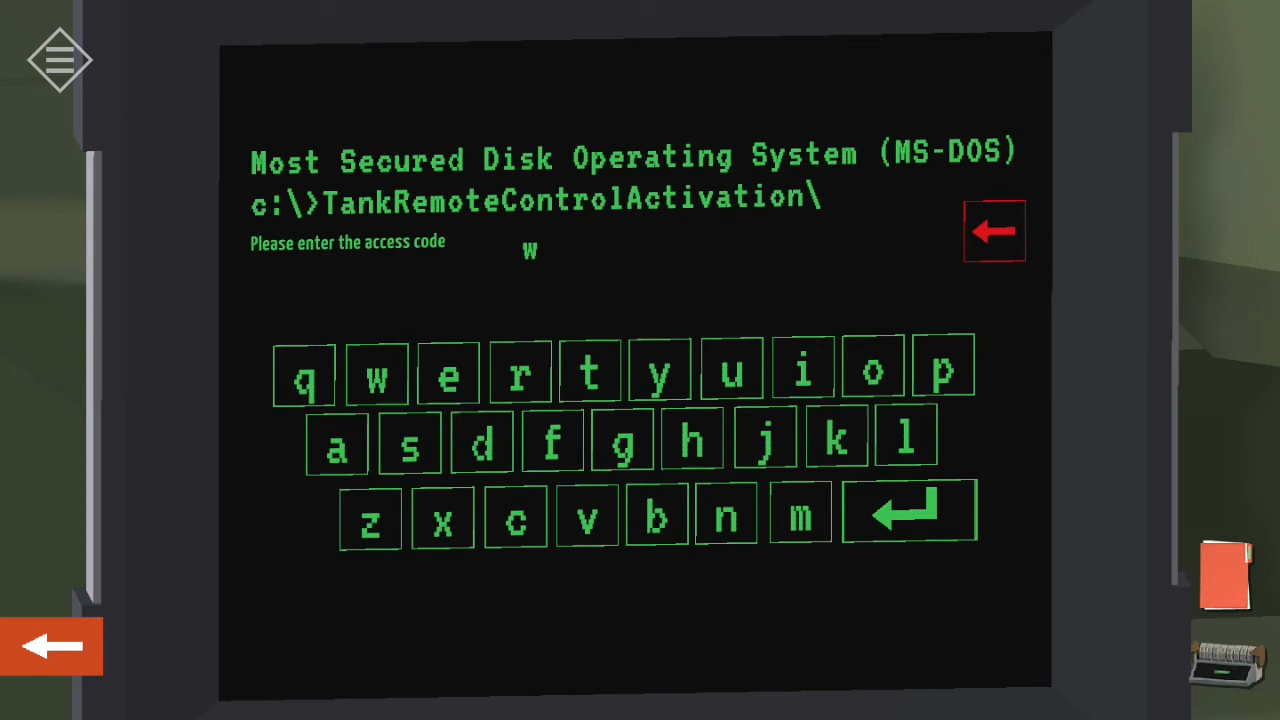 Most Secured Disk Operating System (MS-DOS)
c:\>TankRemoteControlActivation\
Please enter the access code w
q w e r t y u i o p
a s d f g h j k l
z x c v b n m